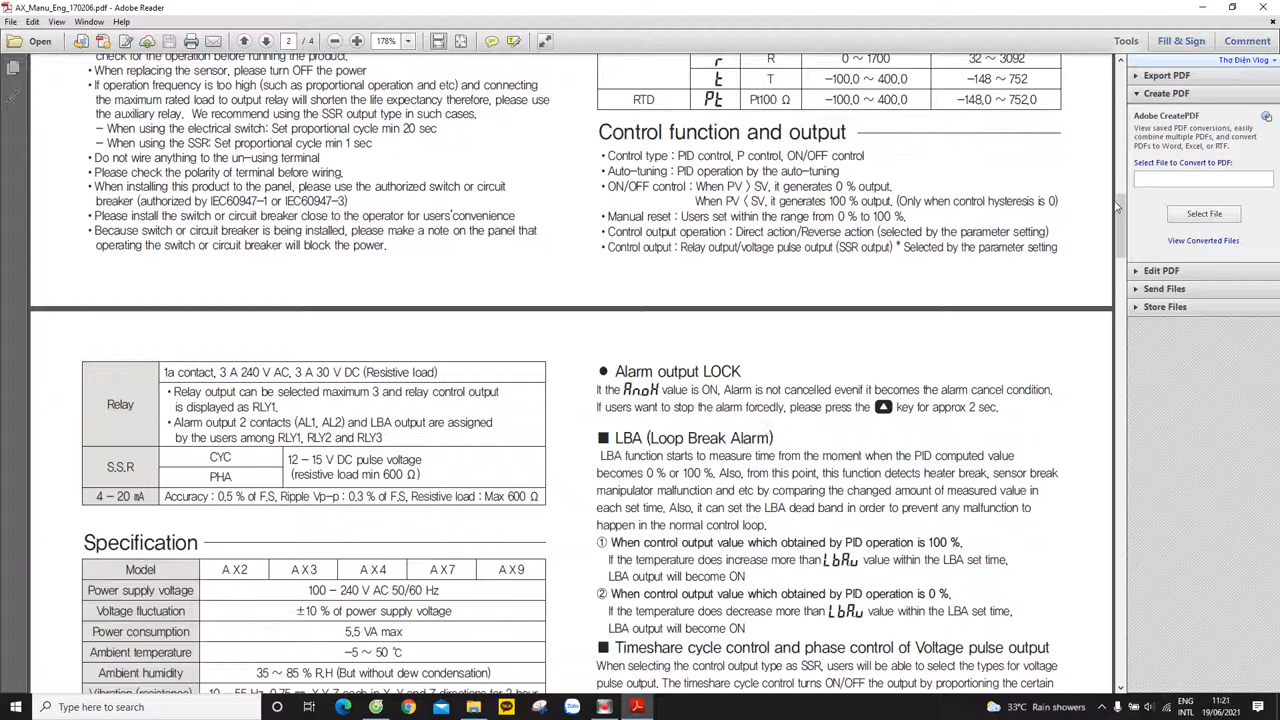 AX_Manu_Eng_170206.pdf - Adobe Reader
File Edit View Window Help
Open 2 / 4 178% Tools Fill & Sign Comment
check for the operation before running the product.
• When replacing the sensor, please turn OFF the power
• If operation frequency is too high (such as proportional operation and etc) and connecting
the maximum rated load to output relay will shorten the life expectancy therefore, please use
the auxiliary relay. We recommend using the SSR output type in such cases.
– When using the electrical switch: Set proportional cycle min 20 sec
– When using the SSR: Set proportional cycle min 1 sec
• Do not wire anything to the un-using terminal
• Please check the polarity of terminal before wiring.
• When installing this product to the panel, please use the authorized switch or circuit
breaker (authorized by IEC60947-1 or IEC60947-3)
• Please install the switch or circuit breaker close to the operator for users'convenience
• Because switch or circuit breaker is being installed, please make a note on the panel that
operating the switch or circuit breaker will block the power.
r R 0 ~ 1700 32 ~ 3092
t T -100.0 ~ 400.0 -148 ~ 752
RTD Pt Pt100 Ω -100.0 ~ 400.0 -148.0 ~ 752.0
Control function and output
• Control type : PID control, P control, ON/OFF control
• Auto-tuning : PID operation by the auto-tuning
• ON/OFF control : When PV 〉 SV, it generates 0 % output.
When PV 〈 SV, it generates 100 % output. (Only when control hysteresis is 0)
• Manual reset : Users set within the range from 0 % to 100 %.
• Control output operation : Direct action/Reverse action (selected by the parameter setting)
• Control output : Relay output/voltage pulse output (SSR output) * Selected by the parameter setting
Relay
1a contact, 3 A 240 V AC, 3 A 30 V DC (Resistive load)
• Relay output can be selected maximum 3 and relay control output
is displayed as RLY1.
• Alarm output 2 contacts (AL1, AL2) and LBA output are assigned
by the users among RLY1, RLY2 and RLY3
S.S.R
CYC
PHA
12 – 15 V DC pulse voltage
(resistive load min 600 Ω)
4 – 20 mA Accuracy : 0.5 % of F.S, Ripple Vp-p : 0.3 % of F.S, Resistive load : Max 600 Ω
Specification
Model AX2 AX3 AX4 AX7 AX9
Power supply voltage 100 – 240 V AC 50/60 Hz
Voltage fluctuation ±10 % of power supply voltage
Power consumption 5.5 VA max
Ambient temperature -5 ~ 50 ℃
Ambient humidity 35 ~ 85 % R.H (But without dew condensation)
Vibration (resistance) 10 – 55 Hz, 0.75 mm, X,Y, Z each in X, Y and Z directions for 2 hour
● Alarm output LOCK
It the AnoK value is ON, Alarm is not cancelled evenif it becomes the alarm cancel condition.
If users want to stop the alarm forcedly, please press the ▲ key for approx 2 sec.
■ LBA (Loop Break Alarm)
LBA function starts to measure time from the moment when the PID computed value
becomes 0 % or 100 %. Also, from this point, this function detects heater break, sensor break
manipulator malfunction and etc by comparing the changed amount of measured value in
each set time. Also, it can set the LBA dead band in order to prevent any malfunction to
happen in the normal control loop.
① When control output value which obtained by PID operation is 100 %.
If the temperature does increase more than LbAu value within the LBA set time,
LBA output will become ON
② When control output value which obtained by PID operation is 0 %.
If the temperature does decrease more than LbAu value within the LBA set time,
LBA output will become ON
■ Timeshare cycle control and phase control of Voltage pulse output
When selecting the control output type as SSR, users will be able to select the types for voltage
pulse output. The timeshare cycle control turns ON/OFF the output by proportioning the certain
Thợ Điện Vlog
Export PDF
Create PDF
Adobe CreatePDF
View saved PDF conversions, easily
combine multiple PDFs, and convert
PDFs to Word, Excel, or RTF.
Select File to Convert to PDF:
Select File
View Converted Files
Edit PDF
Send Files
Store Files
Type here to search
Zalo
33°C Rain showers
ENG
INTL
11:21
19/06/2021